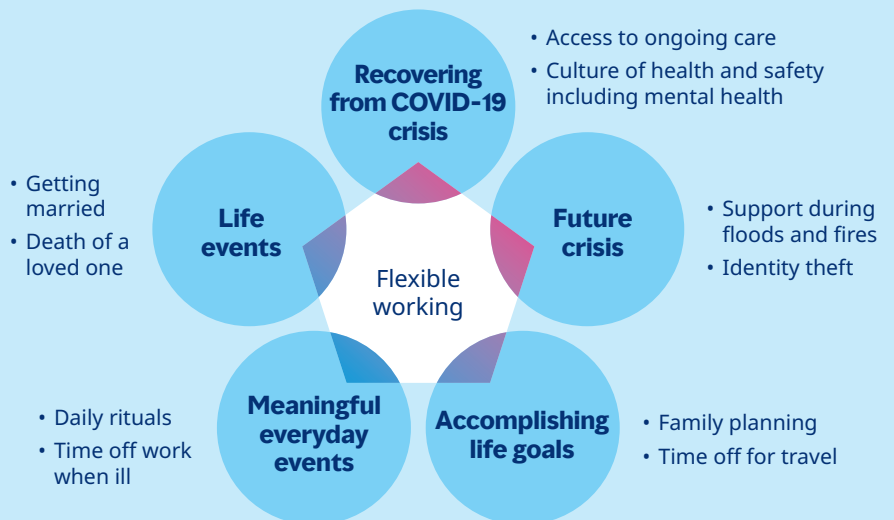 Recovering
from COVID-19
crisis
• Access to ongoing care
• Culture of health and safety
including mental health
Future
crisis
• Support during
floods and fires
• Identity theft
Accomplishing
life goals
• Family planning
• Time off for travel
Meaningful
everyday
events
• Daily rituals
• Time off work
when ill
Life
events
• Getting
married
• Death of a
loved one
Flexible
working